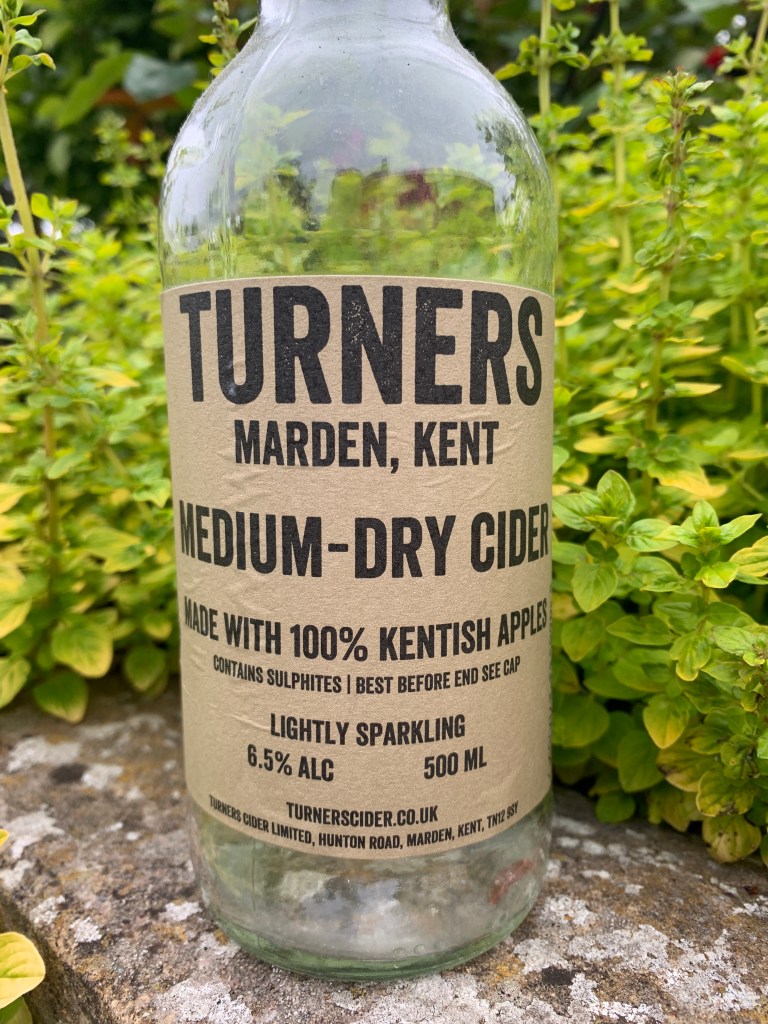 TURNERS
MARDEN, KENT
MEDIUM-DRY CIDER
MADE WITH 100% KENTISH APPLES
CONTAINS SULPHITES | BEST BEFORE END SEE CAP
LIGHTLY SPARKLING
6.5% ALC 500 ML
TURNERSCIDER.CO.UK
TURNERS CIDER LIMITED, HUNTON ROAD, MARDEN, KENT, TN12 9SY